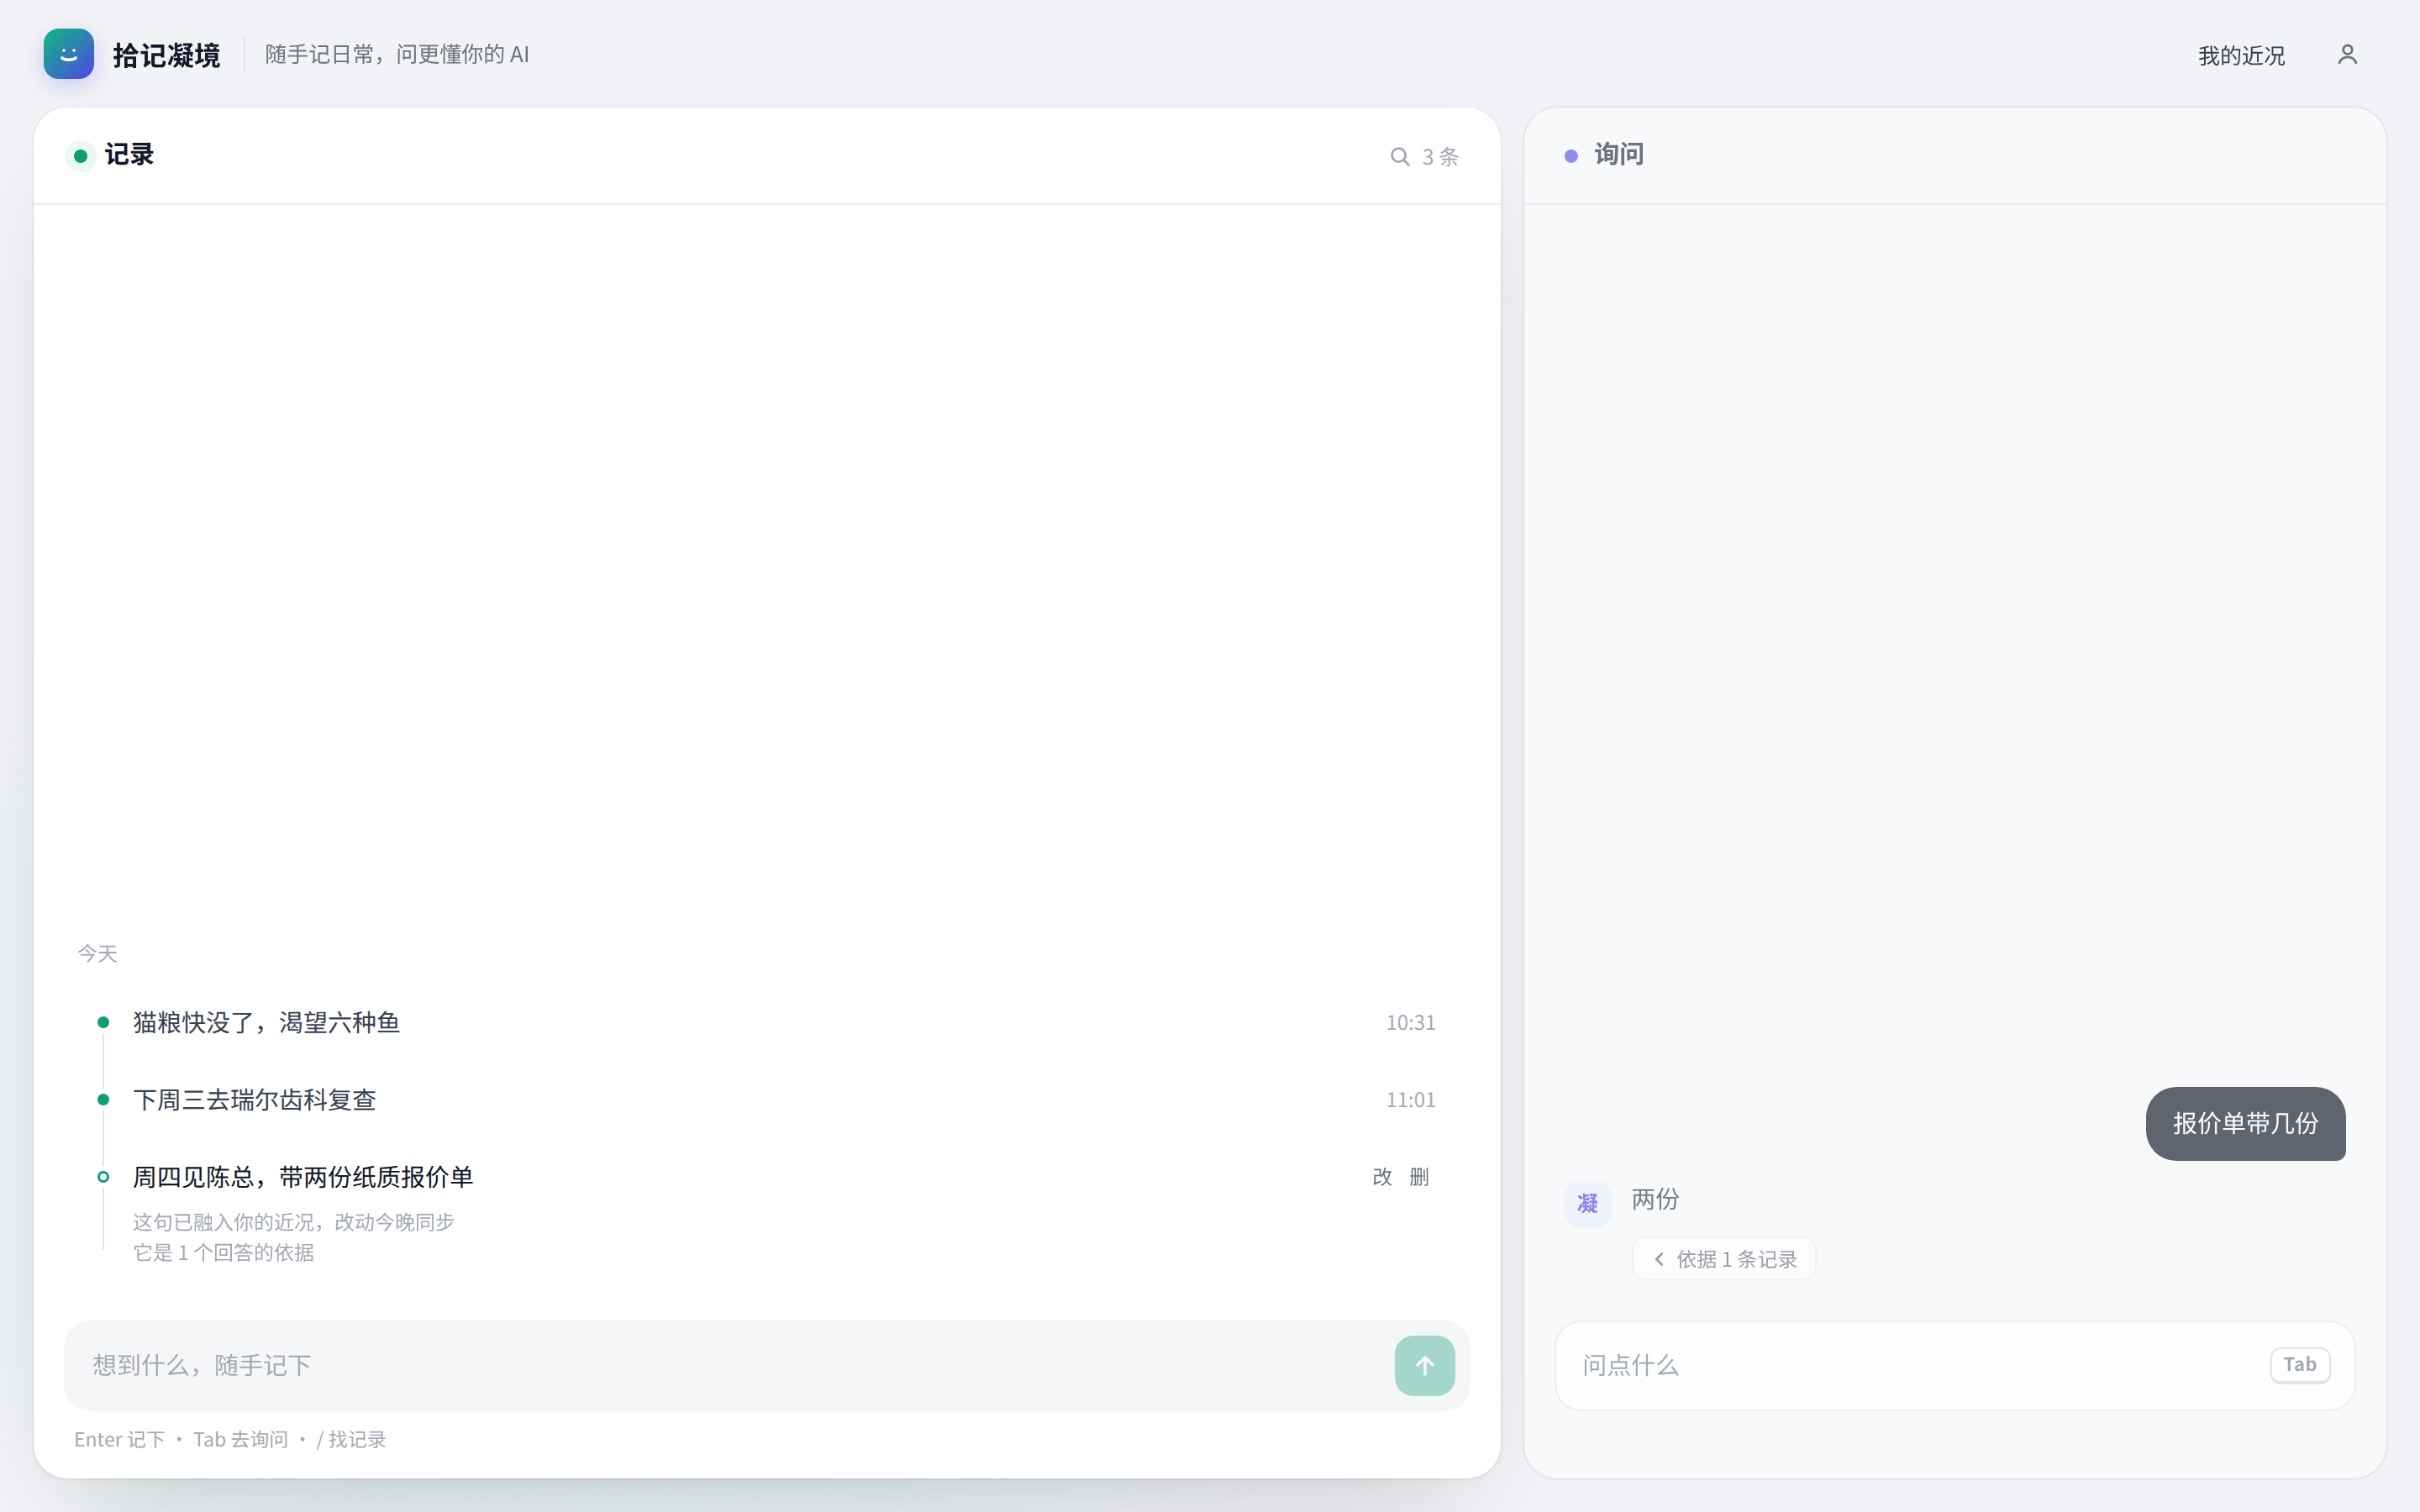 拾记凝境
随手记日常，问更懂你的 AI
我的近况
记录
3 条
今天
猫粮快没了，渴望六种鱼
10:31
下周三去瑞尔齿科复查
11:01
周四见陈总，带两份纸质报价单
改 删
这句已融入你的近况，改动今晚同步
它是 1 个回答的依据
想到什么，随手记下
Enter 记下 · Tab 去询问 · / 找记录
询问
报价单带几份
凝
两份
依据 1 条记录
问点什么
Tab